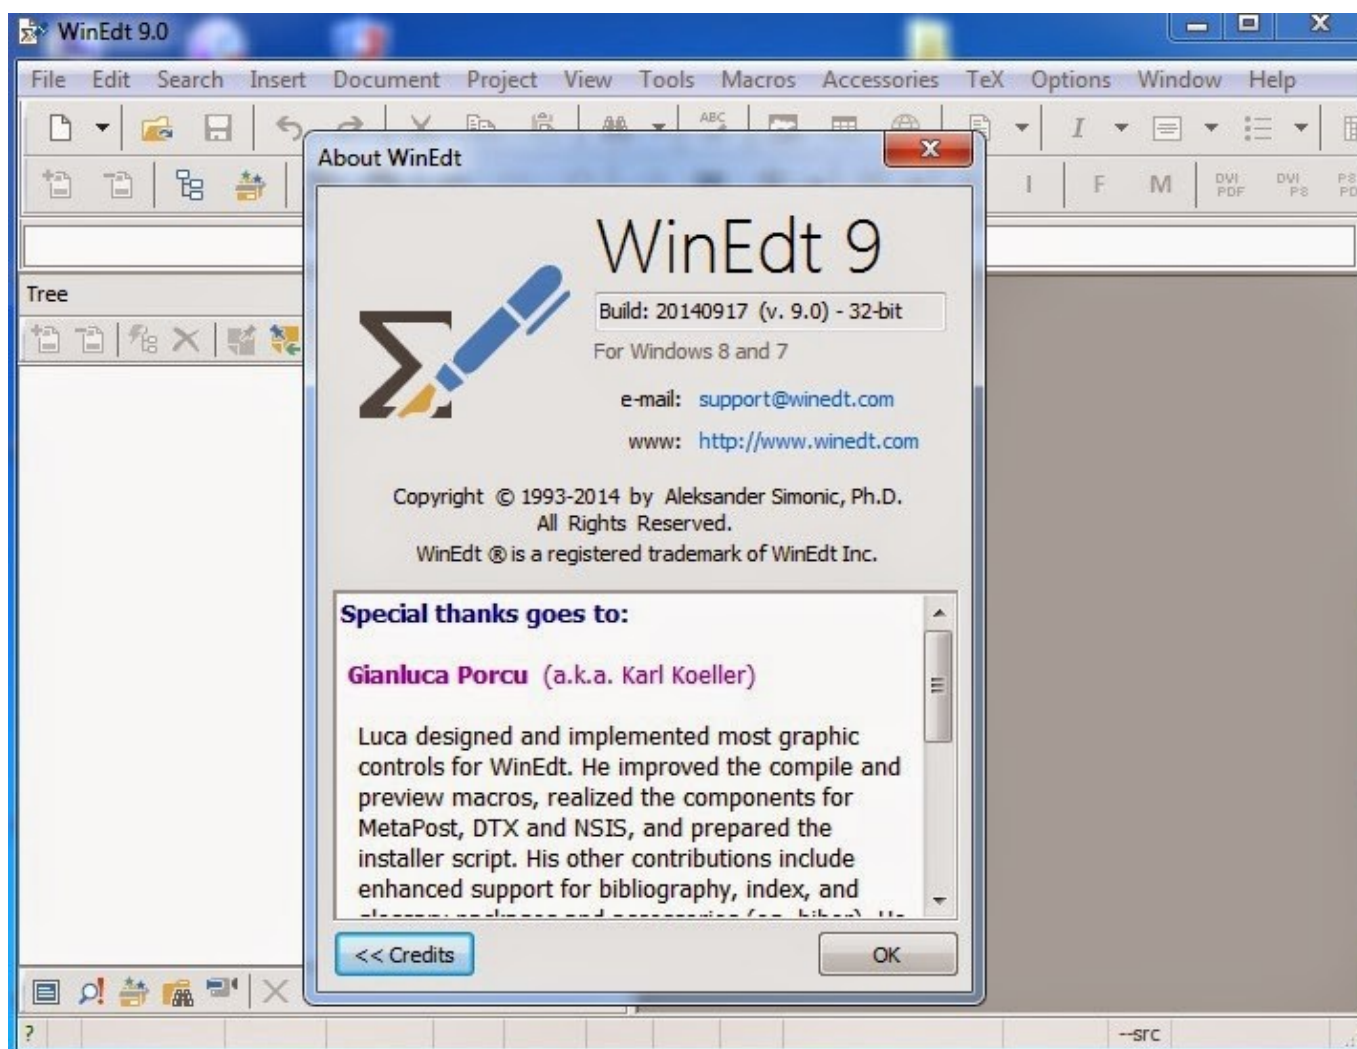 WinEdt 9.0
File Edit Search Insert Document Project View Tools Macros Accessories TeX Options Window Help
ABC
I
I F M DVI PDF DVI PS
About WinEdt
Tree
WinEdt 9
Build: 20140917 (v. 9.0) - 32-bit
For Windows 8 and 7
e-mail: support@winedt.com
www: http://www.winedt.com
Copyright © 1993-2014 by Aleksander Simonic, Ph.D.
All Rights Reserved.
WinEdt ® is a registered trademark of WinEdt Inc.
Special thanks goes to:
Gianluca Porcu (a.k.a. Karl Koeller)
Luca designed and implemented most graphic
controls for WinEdt. He improved the compile and
preview macros, realized the components for
MetaPost, DTX and NSIS, and prepared the
installer script. His other contributions include
enhanced support for bibliography, index, and
<< Credits
OK
?
--src